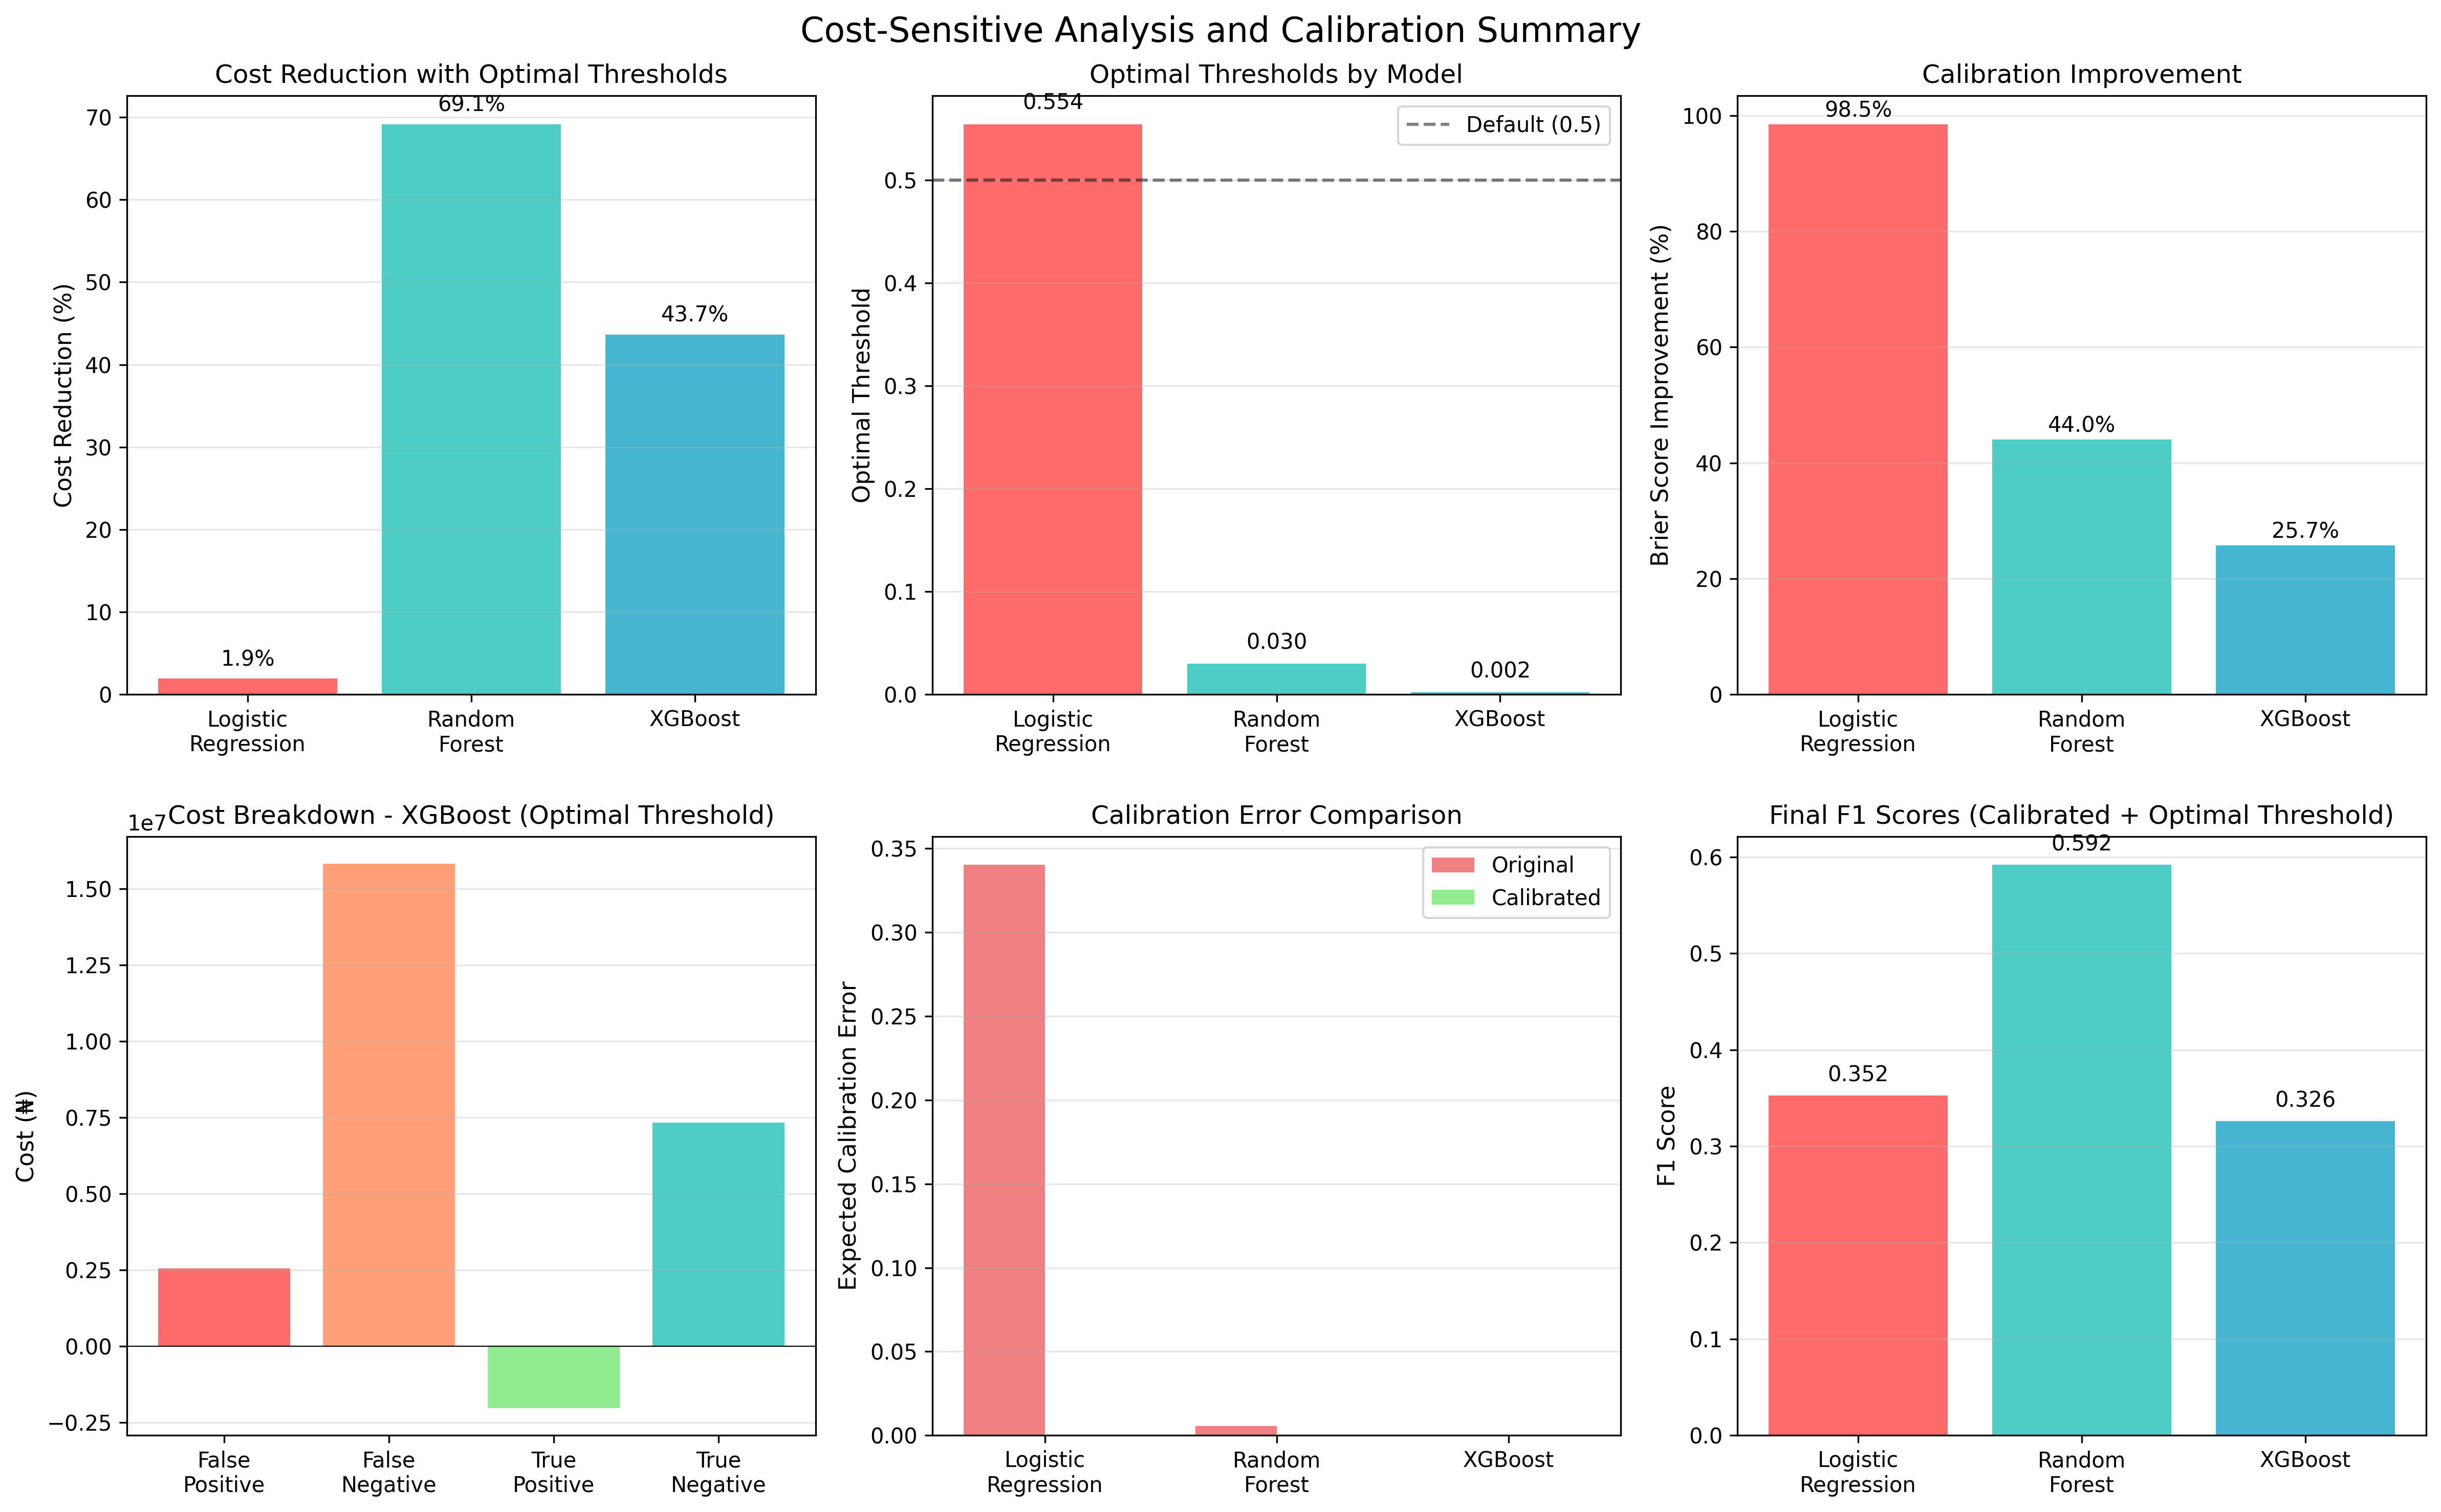 Cost-Sensitive Analysis and Calibration Summary
Cost Reduction with Optimal Thresholds
Cost Reduction (%)
70
60
50
40
30
20
10
0
69.1%
43.7%
1.9%
Logistic
Regression
Random
Forest
XGBoost
Optimal Thresholds by Model
Optimal Threshold
0.5
0.4
0.3
0.2
0.1
0.0
0.554
Default (0.5)
0.030
0.002
Logistic
Regression
Random
Forest
XGBoost
Calibration Improvement
Brier Score Improvement (%)
100
80
60
40
20
0
98.5%
44.0%
25.7%
Logistic
Regression
Random
Forest
XGBoost
Cost Breakdown - XGBoost (Optimal Threshold)
1e7
Cost (₦)
1.50
1.25
1.00
0.75
0.50
0.25
0.00
−0.25
False
Positive
False
Negative
True
Positive
True
Negative
Calibration Error Comparison
Expected Calibration Error
0.35
0.30
0.25
0.20
0.15
0.10
0.05
0.00
Original
Calibrated
Logistic
Regression
Random
Forest
XGBoost
Final F1 Scores (Calibrated + Optimal Threshold)
F1 Score
0.6
0.5
0.4
0.3
0.2
0.1
0.0
0.592
0.352
0.326
Logistic
Regression
Random
Forest
XGBoost